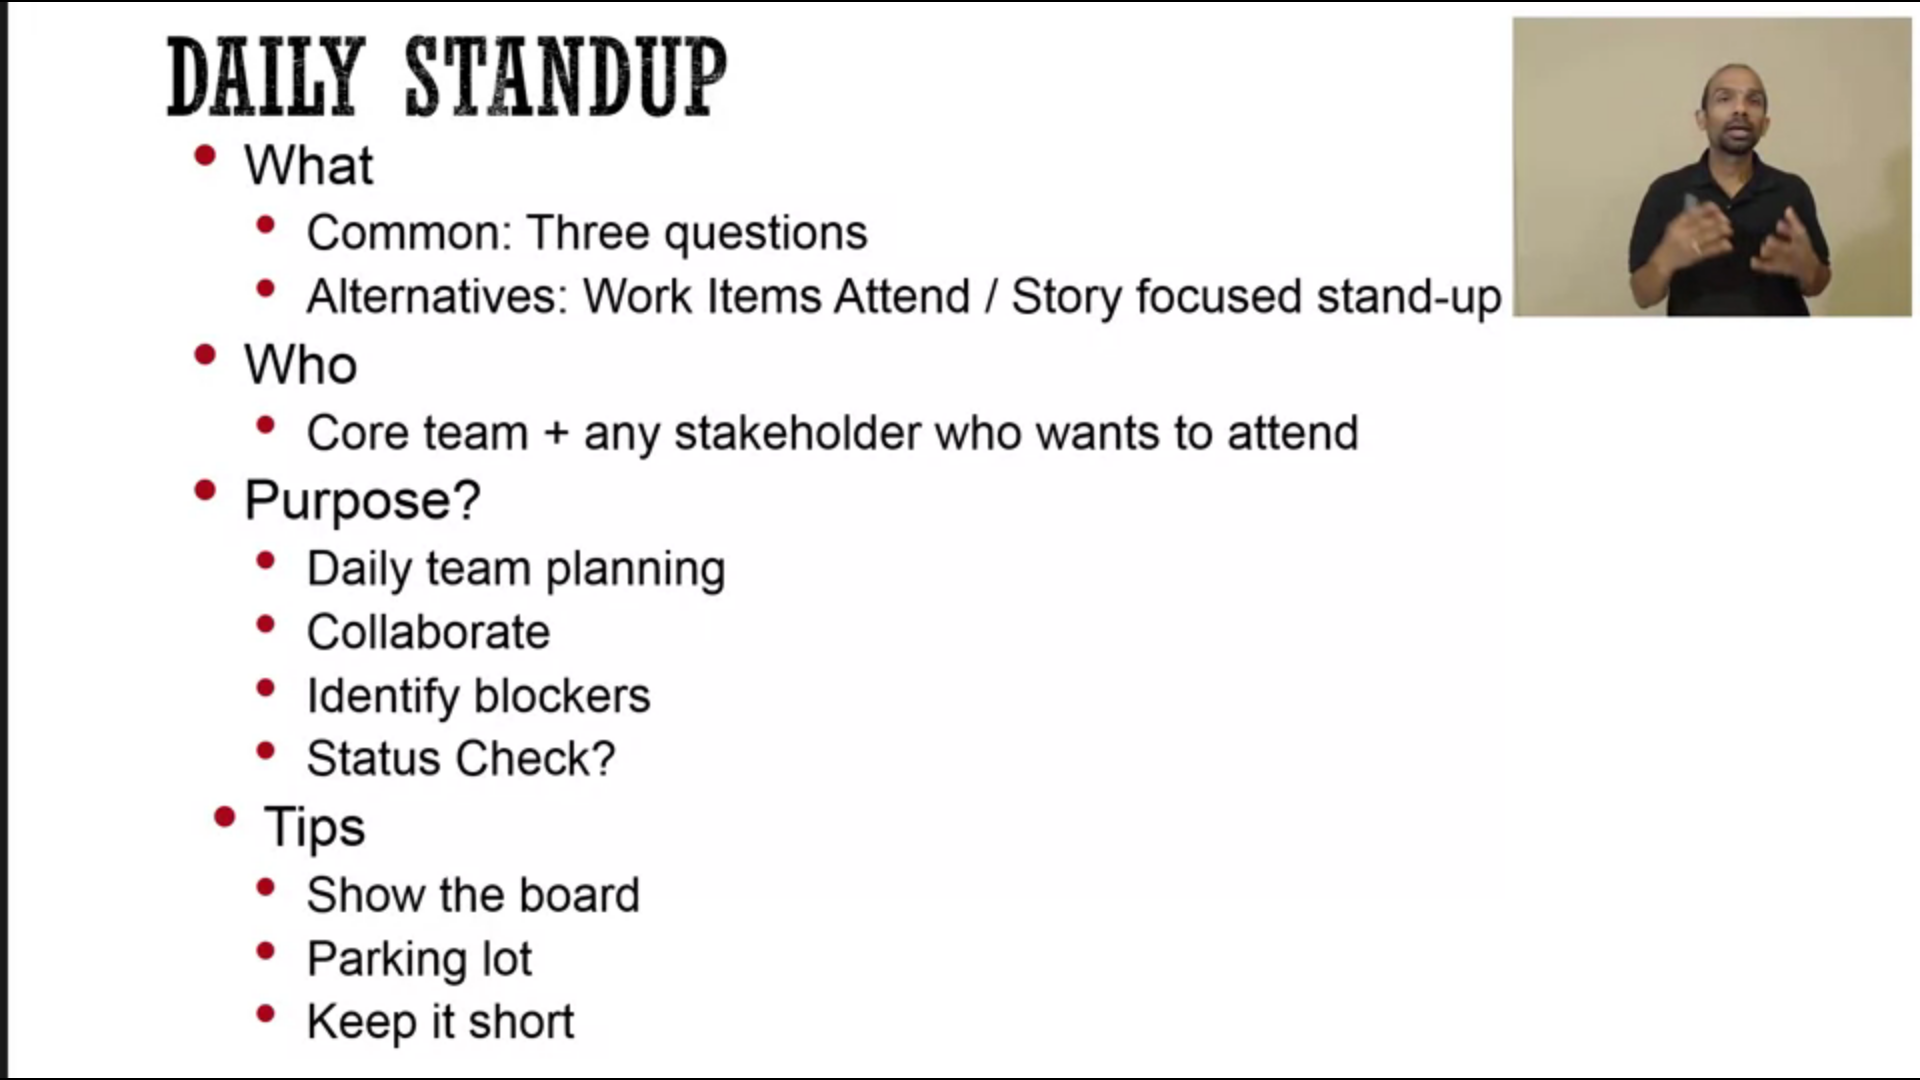 DAILY STANDUP
What
Common: Three questions
Alternatives: Work Items Attend / Story focused stand-up
Who
Core team + any stakeholder who wants to attend
Purpose?
Daily team planning
Collaborate
Identify blockers
Status Check?
Tips
Show the board
Parking lot
Keep it short